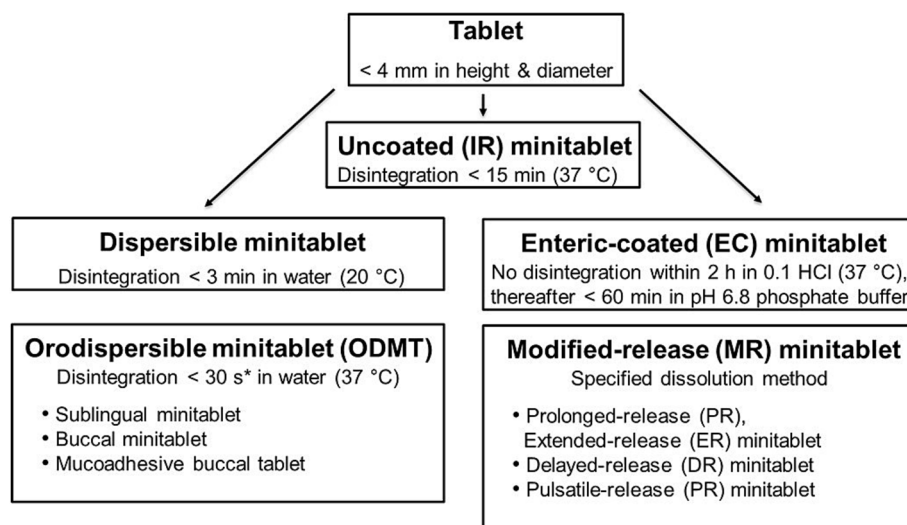 Tablet
< 4 mm in height & diameter
Uncoated (IR) minitablet
Disintegration < 15 min (37 °C)
Dispersible minitablet
Disintegration < 3 min in water (20 °C)
Orodispersible minitablet (ODMT)
Disintegration < 30 s* in water (37 °C)
• Sublingual minitablet
• Buccal minitablet
• Mucoadhesive buccal tablet
Enteric-coated (EC) minitablet
No disintegration within 2 h in 0.1 HCl (37 °C),
thereafter < 60 min in pH 6.8 phosphate buffer
Modified-release (MR) minitablet
Specified dissolution method
• Prolonged-release (PR),
Extended-release (ER) minitablet
• Delayed-release (DR) minitablet
• Pulsatile-release (PR) minitablet